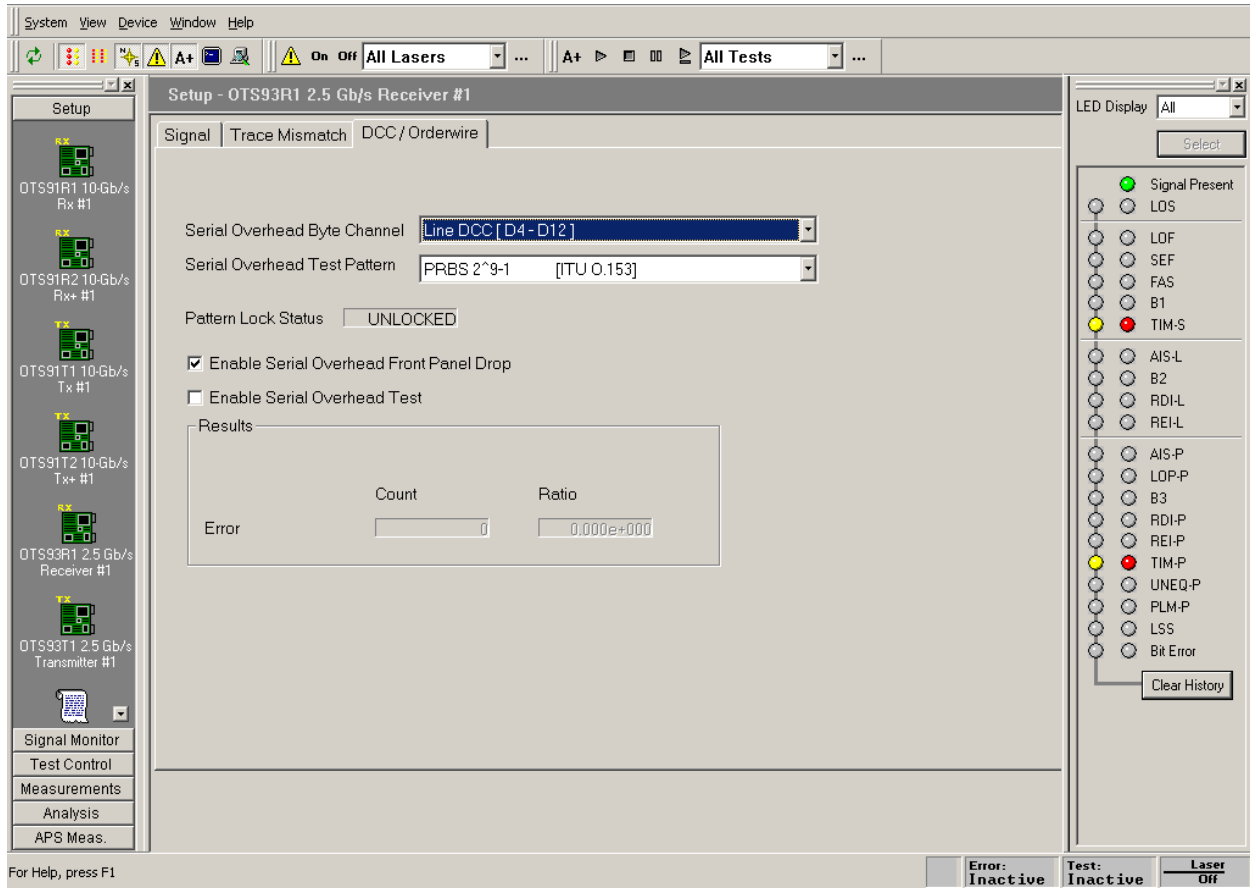 System View Device Window Help
On Off All Lasers ... A+ All Tests ...
A+
Setup
RX
OTS91R1 10-Gb/s
Rx #1
RX
OTS91R2 10-Gb/s
Rx+ #1
TX
OTS91T1 10-Gb/s
Tx #1
TX
OTS91T2 10-Gb/s
Tx+ #1
RX
OTS93R1 2.5 Gb/s
Receiver #1
TX
OTS93T1 2.5 Gb/s
Transmitter #1
Signal Monitor
Test Control
Measurements
Analysis
APS Meas.
Setup - OTS93R1 2.5 Gb/s Receiver #1
Signal Trace Mismatch DCC / Orderwire
Serial Overhead Byte Channel Line DCC [ D4 - D12 ]
Serial Overhead Test Pattern PRBS 2^9-1 [ITU O.153]
Pattern Lock Status UNLOCKED
Enable Serial Overhead Front Panel Drop
Enable Serial Overhead Test
Results
Count Ratio
Error 0 0.000e+000
LED Display All
Select
Signal Present
LOS
LOF
SEF
FAS
B1
TIM-S
AIS-L
B2
RDI-L
REI-L
AIS-P
LOP-P
B3
RDI-P
REI-P
TIM-P
UNEQ-P
PLM-P
LSS
Bit Error
Clear History
For Help, press F1
Error:
Inactive
Test:
Inactive
Laser
Off